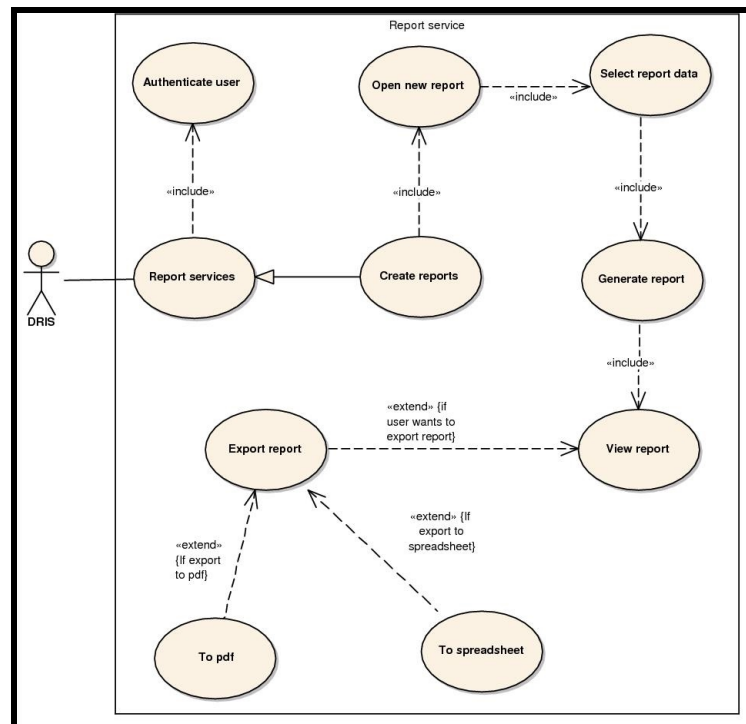 Report service
Authenticate user
Open new report
Select report data
«include»
«include»
«include»
«include»
DRIS
Report services
Create reports
Generate report
«include»
«extend» {if
user wants to
export report}
Export report
View report
«extend»
{If export
to pdf}
«extend» {If
export to
spreadsheet}
To pdf
To spreadsheet